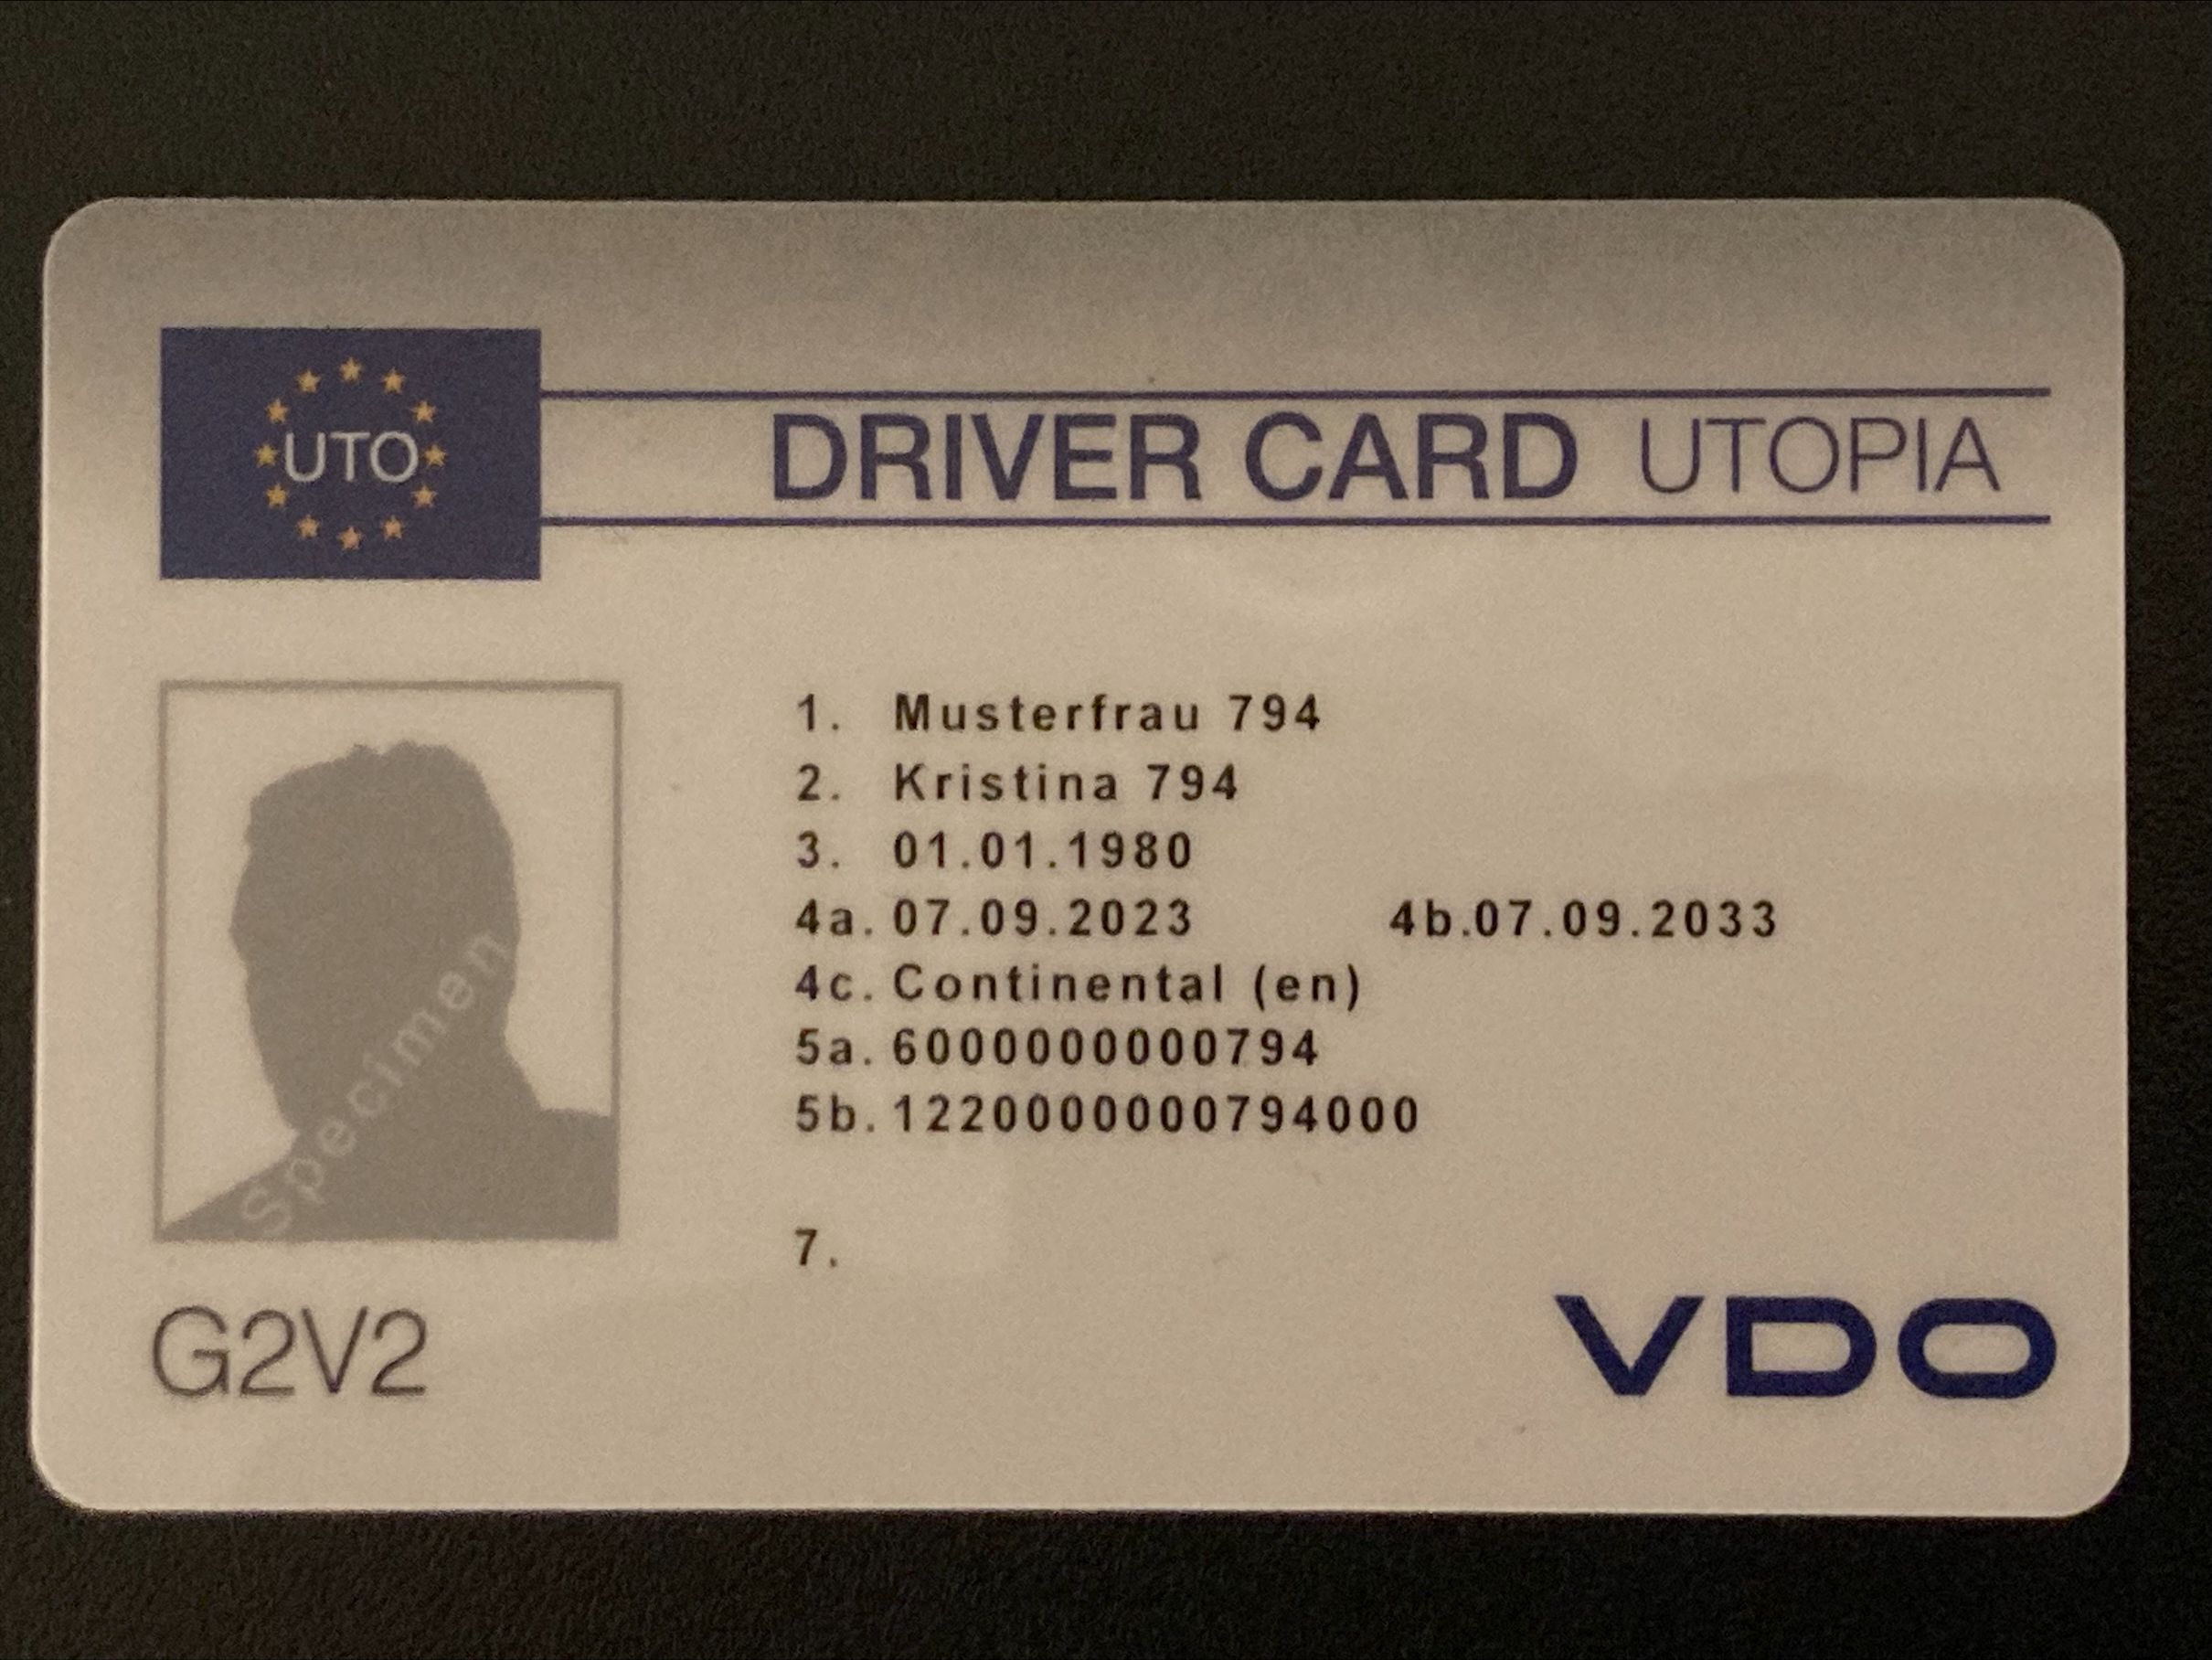 UTO
DRIVER CARD UTOPIA
1. Musterfrau 794
2. Kristina 794
3. 01.01.1980
4a. 07.09.2023 4b.07.09.2033
4c. Continental (en)
5a. 6000000000794
5b. 1220000000794000
7.
Specimen
G2V2
VDO